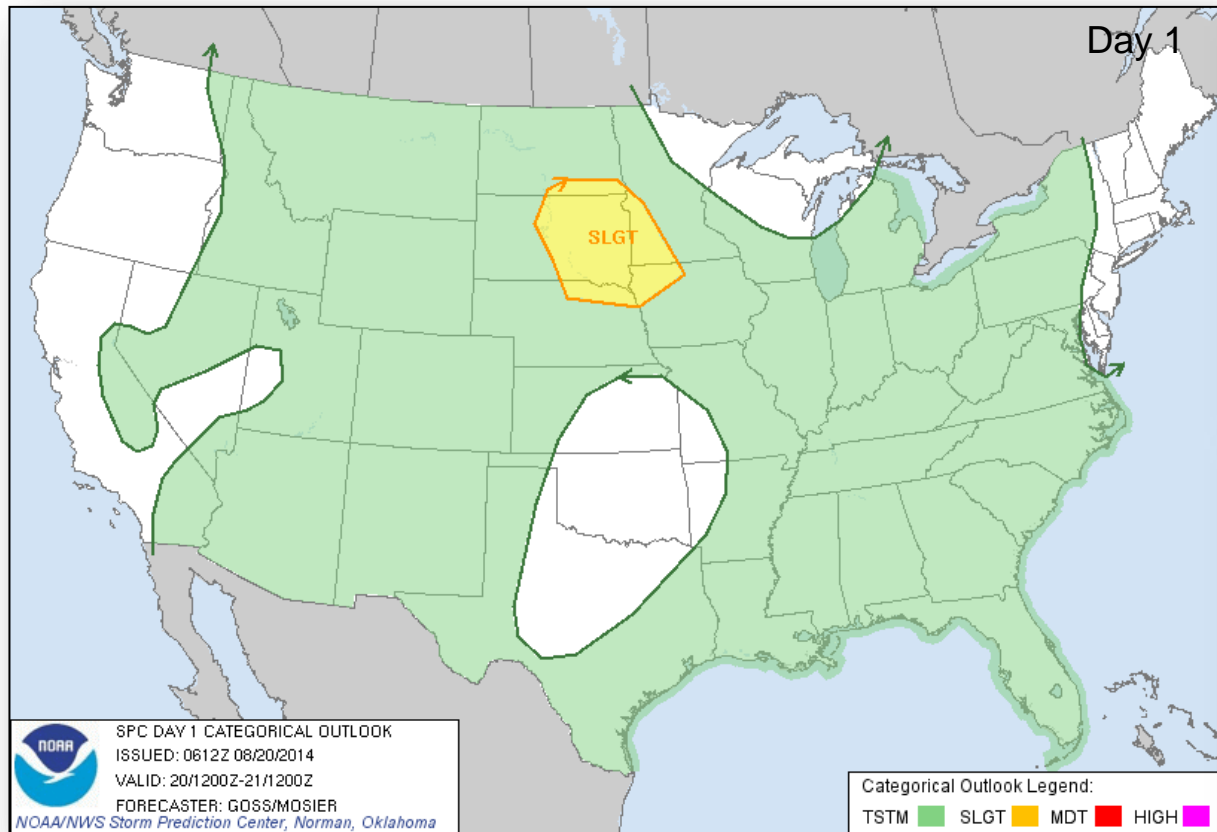 Day 1
SLGT
NOAA
SPC DAY 1 CATEGORICAL OUTLOOK
ISSUED: 0612Z 08/20/2014
VALID: 20/1200Z-21/1200Z
FORECASTER: GOSS/MOSIER
NOAA/NWS Storm Prediction Center, Norman, Oklahoma
Categorical Outlook Legend:
TSTM SLGT MDT HIGH